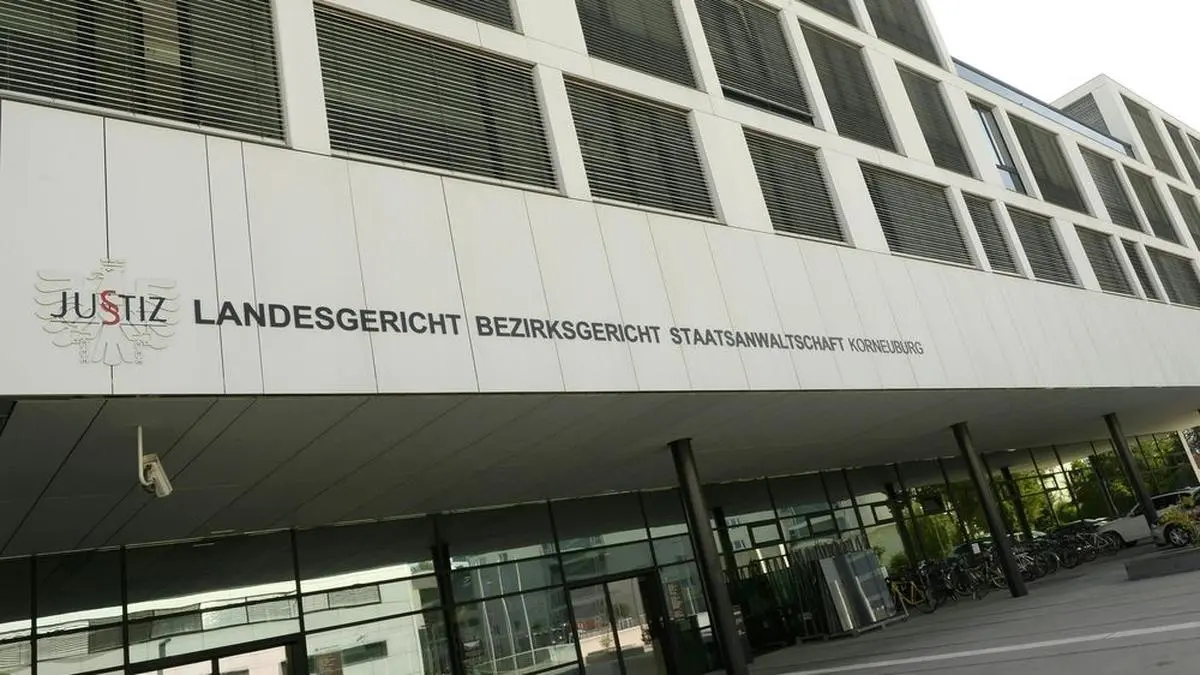 JUSTIZ LANDESGERICHT BEZIRKSGERICHT STAATSANWALTSCHAFT KORNEUBURG